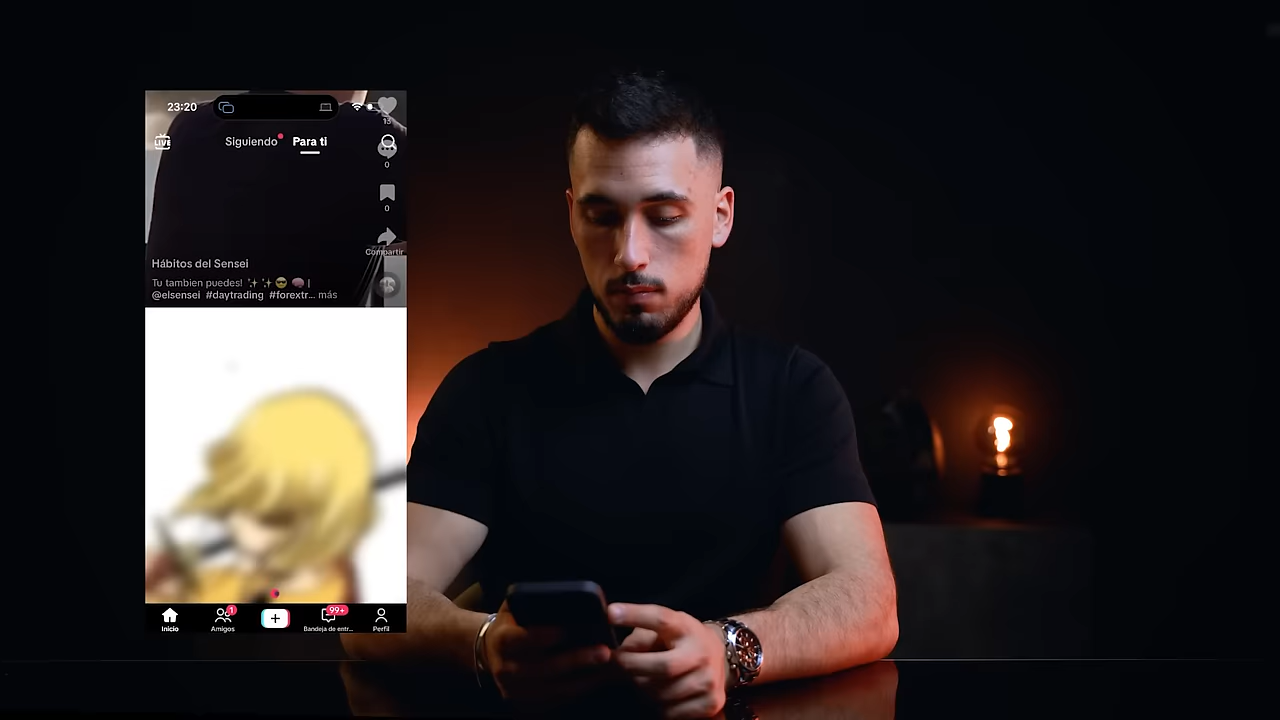 23:20
LIVE
Siguiendo Para ti
13
0
0
Compartir
Hábitos del Sensei
Tu tambien puedes! ✨ ✨ 😎 🧠 |
@elsensei #daytrading #forextr... más
1
99+
Inicio
Amigos
Bandeja de entr...
Perfil